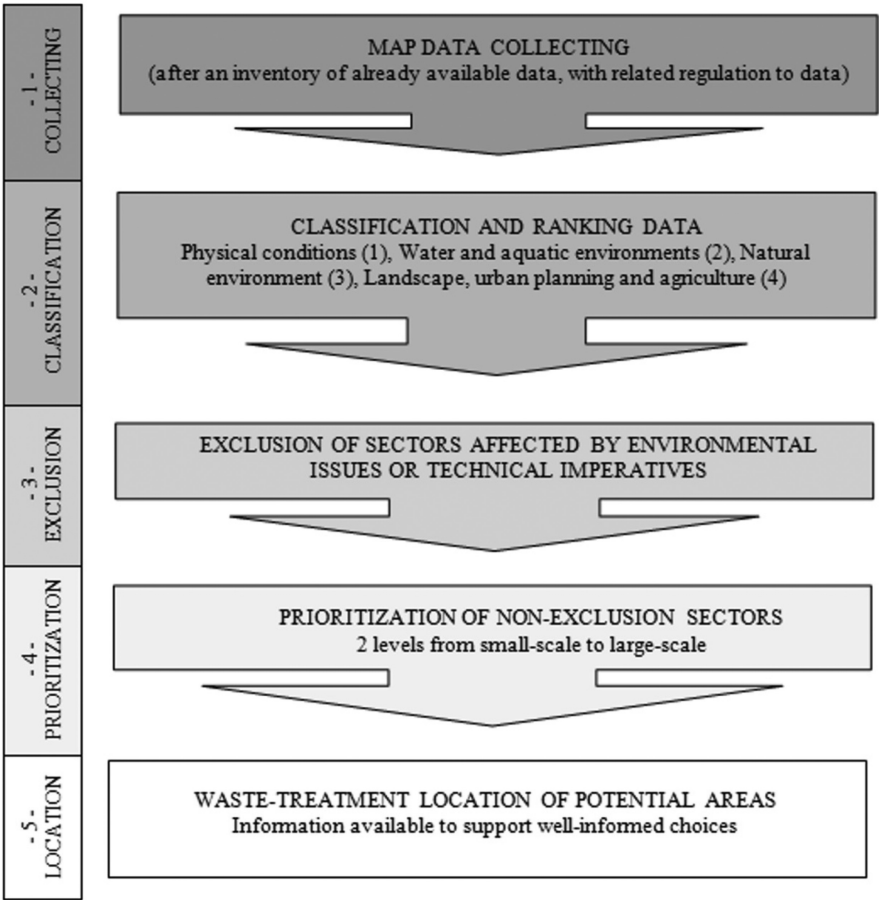 - 1 -
COLLECTING
MAP DATA COLLECTING
(after an inventory of already available data, with related regulation to data)
- 2 -
CLASSIFICATION
CLASSIFICATION AND RANKING DATA
Physical conditions (1), Water and aquatic environments (2), Natural
environment (3), Landscape, urban planning and agriculture (4)
- 3 -
EXCLUSION
EXCLUSION OF SECTORS AFFECTED BY ENVIRONMENTAL
ISSUES OR TECHNICAL IMPERATIVES
- 4 -
PRIORITIZATION
PRIORITIZATION OF NON-EXCLUSION SECTORS
2 levels from small-scale to large-scale
- 5 -
LOCATION
WASTE-TREATMENT LOCATION OF POTENTIAL AREAS
Information available to support well-informed choices